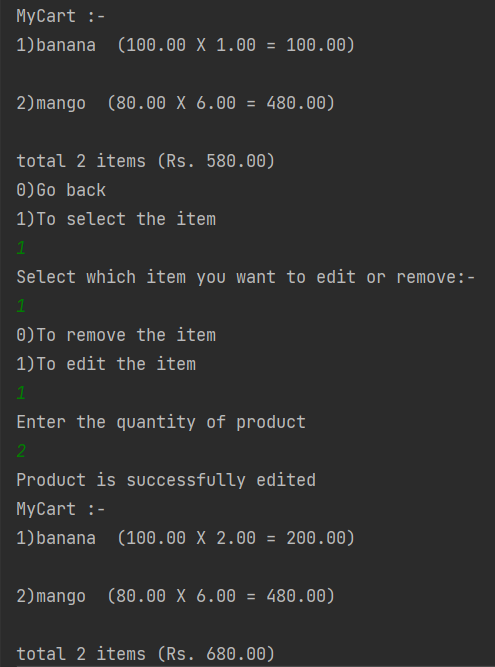 MyCart :-
1)banana  (100.00 X 1.00 = 100.00)
2)mango  (80.00 X 6.00 = 480.00)
total 2 items (Rs. 580.00)
0)Go back
1)To select the item
1
Select which item you want to edit or remove:-
1
0)To remove the item
1)To edit the item
1
Enter the quantity of product
2
Product is successfully edited
MyCart :-
1)banana  (100.00 X 2.00 = 200.00)
2)mango  (80.00 X 6.00 = 480.00)
total 2 items (Rs. 680.00)